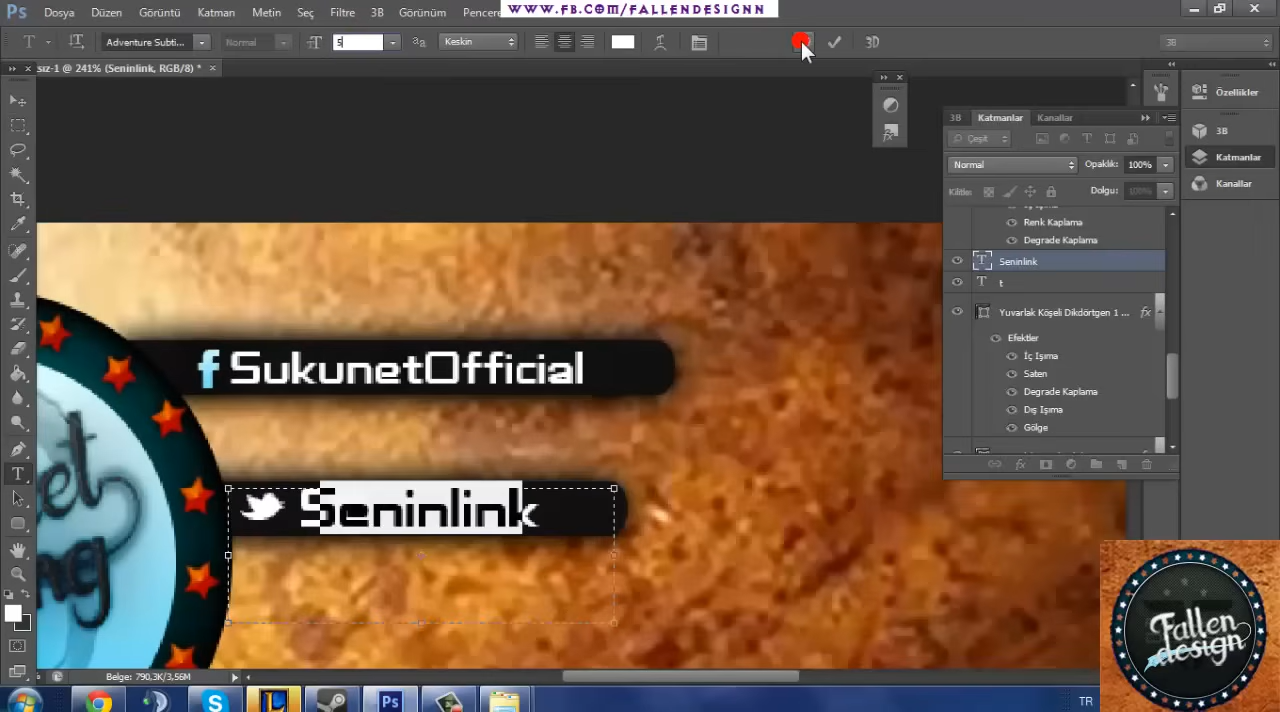 WWW.FB.COM/FALLENDESIGNN
Ps Dosya Düzen Görüntü Katman Metin Seç Filtre 3B Görünüm Pencere
T Adventure Subti... Normal 5 Keskin 3D 3B
sız-1 @ 241% (Seninlink, RGB/8) *
3B Katmanlar Kanallar
Çeşit
Normal Opaklık: 100%
Kilitle: Dolgu: 100%
Renk Kaplama
Degrade Kaplama
T Seninlink
T t
Yuvarlak Köşeli Dikdörtgen 1 ... fx
Efektler
İç Işıma
Saten
Degrade Kaplama
Dış Işıma
Gölge
Özellikler
3B
Katmanlar
Kanallar
f SukunetOfficial
Seninlink
Fallen
design
Belge: 790,3K/3,56M
TR